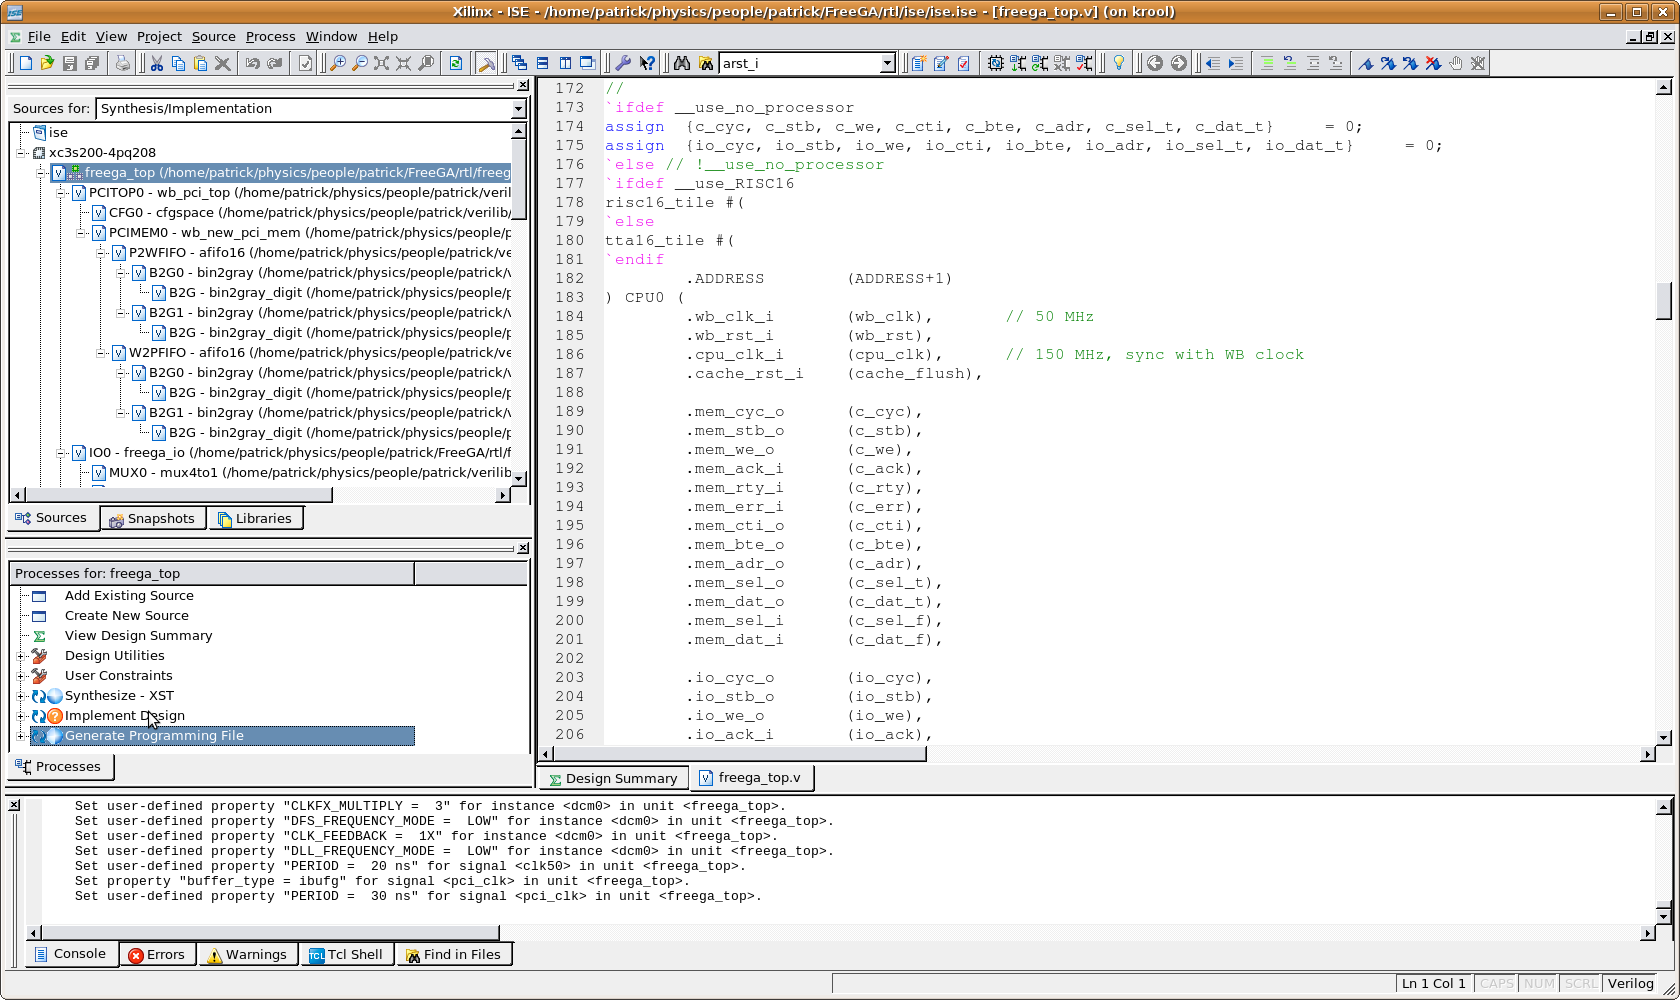 Xilinx - ISE - /home/patrick/physics/people/patrick/FreeGA/rtl/ise/ise.ise - [freega_top.v] (on krool)
File Edit View Project Source Process Window Help
arst_i
Sources for: Synthesis/Implementation
ise
xc3s200-4pq208
freega_top (/home/patrick/physics/people/patrick/FreeGA/rtl/freeg
PCITOP0 - wb_pci_top (/home/patrick/physics/people/patrick/veril
CFG0 - cfgspace (/home/patrick/physics/people/patrick/verilib/
PCIMEM0 - wb_new_pci_mem (/home/patrick/physics/people/p
P2WFIFO - afifo16 (/home/patrick/physics/people/patrick/ve
B2G0 - bin2gray (/home/patrick/physics/people/patrick/v
B2G - bin2gray_digit (/home/patrick/physics/people/p
B2G1 - bin2gray (/home/patrick/physics/people/patrick/v
B2G - bin2gray_digit (/home/patrick/physics/people/p
W2PFIFO - afifo16 (/home/patrick/physics/people/patrick/ve
B2G0 - bin2gray (/home/patrick/physics/people/patrick/v
B2G - bin2gray_digit (/home/patrick/physics/people/p
B2G1 - bin2gray (/home/patrick/physics/people/patrick/v
B2G - bin2gray_digit (/home/patrick/physics/people/p
IO0 - freega_io (/home/patrick/physics/people/patrick/FreeGA/rtl/f
MUX0 - mux4to1 (/home/patrick/physics/people/patrick/verilib
Sources Snapshots Libraries
Processes for: freega_top
Add Existing Source
Create New Source
View Design Summary
Design Utilities
User Constraints
Synthesize - XST
Implement Design
Generate Programming File
Processes
172 //
173 `ifdef __use_no_processor
174 assign {c_cyc, c_stb, c_we, c_cti, c_bte, c_adr, c_sel_t, c_dat_t} = 0;
175 assign {io_cyc, io_stb, io_we, io_cti, io_bte, io_adr, io_sel_t, io_dat_t} = 0;
176 `else // !__use_no_processor
177 `ifdef __use_RISC16
178 risc16_tile #(
179 `else
180 tta16_tile #(
181 `endif
182 .ADDRESS (ADDRESS+1)
183 ) CPU0 (
184 .wb_clk_i (wb_clk), // 50 MHz
185 .wb_rst_i (wb_rst),
186 .cpu_clk_i (cpu_clk), // 150 MHz, sync with WB clock
187 .cache_rst_i (cache_flush),
188
189 .mem_cyc_o (c_cyc),
190 .mem_stb_o (c_stb),
191 .mem_we_o (c_we),
192 .mem_ack_i (c_ack),
193 .mem_rty_i (c_rty),
194 .mem_err_i (c_err),
195 .mem_cti_o (c_cti),
196 .mem_bte_o (c_bte),
197 .mem_adr_o (c_adr),
198 .mem_sel_o (c_sel_t),
199 .mem_dat_o (c_dat_t),
200 .mem_sel_i (c_sel_f),
201 .mem_dat_i (c_dat_f),
202
203 .io_cyc_o (io_cyc),
204 .io_stb_o (io_stb),
205 .io_we_o (io_we),
206 .io_ack_i (io_ack),
Design Summary freega_top.v
Set user-defined property "CLKFX_MULTIPLY = 3" for instance <dcm0> in unit <freega_top>.
Set user-defined property "DFS_FREQUENCY_MODE = LOW" for instance <dcm0> in unit <freega_top>.
Set user-defined property "CLK_FEEDBACK = 1X" for instance <dcm0> in unit <freega_top>.
Set user-defined property "DLL_FREQUENCY_MODE = LOW" for instance <dcm0> in unit <freega_top>.
Set user-defined property "PERIOD = 20 ns" for signal <clk50> in unit <freega_top>.
Set property "buffer_type = ibufg" for signal <pci_clk> in unit <freega_top>.
Set user-defined property "PERIOD = 30 ns" for signal <pci_clk> in unit <freega_top>.
Console Errors Warnings Tcl Shell Find in Files
Ln 1 Col 1 CAPS NUM SCRL Verilog